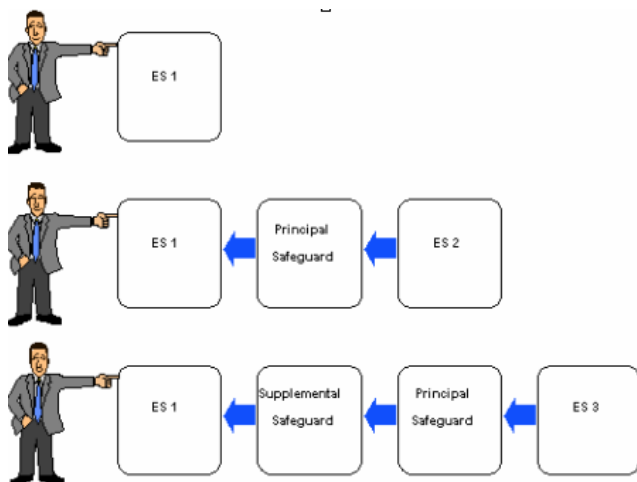 ES 1
ES 1
Principal
Safeguard
ES 2
ES 1
Supplemental
Safeguard
Principal
Safeguard
ES 3